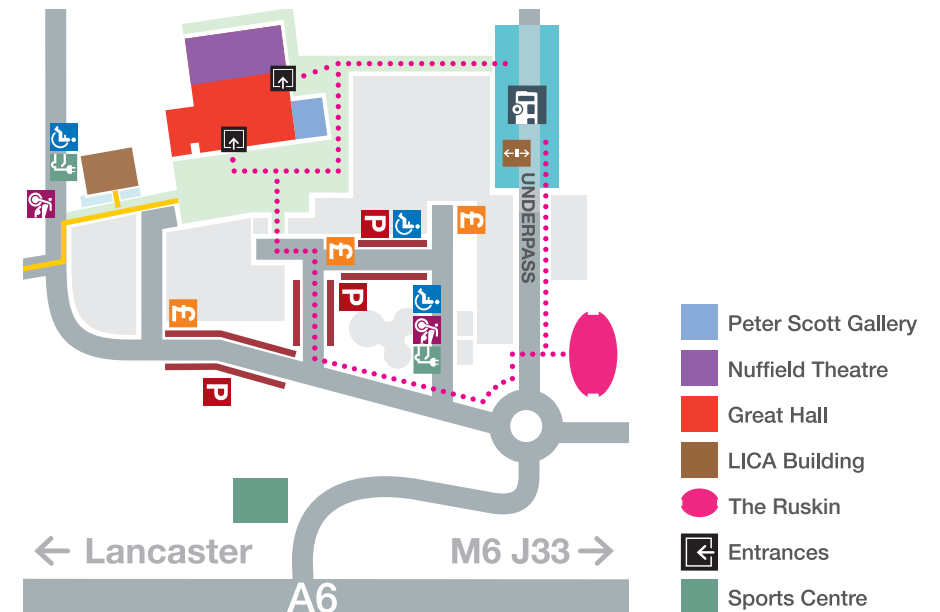 £
P
£
UNDERPASS
£
P
P
Peter Scott Gallery
Nuffield Theatre
Great Hall
LICA Building
The Ruskin
Entrances
Sports Centre
← Lancaster
M6 J33 →
A6